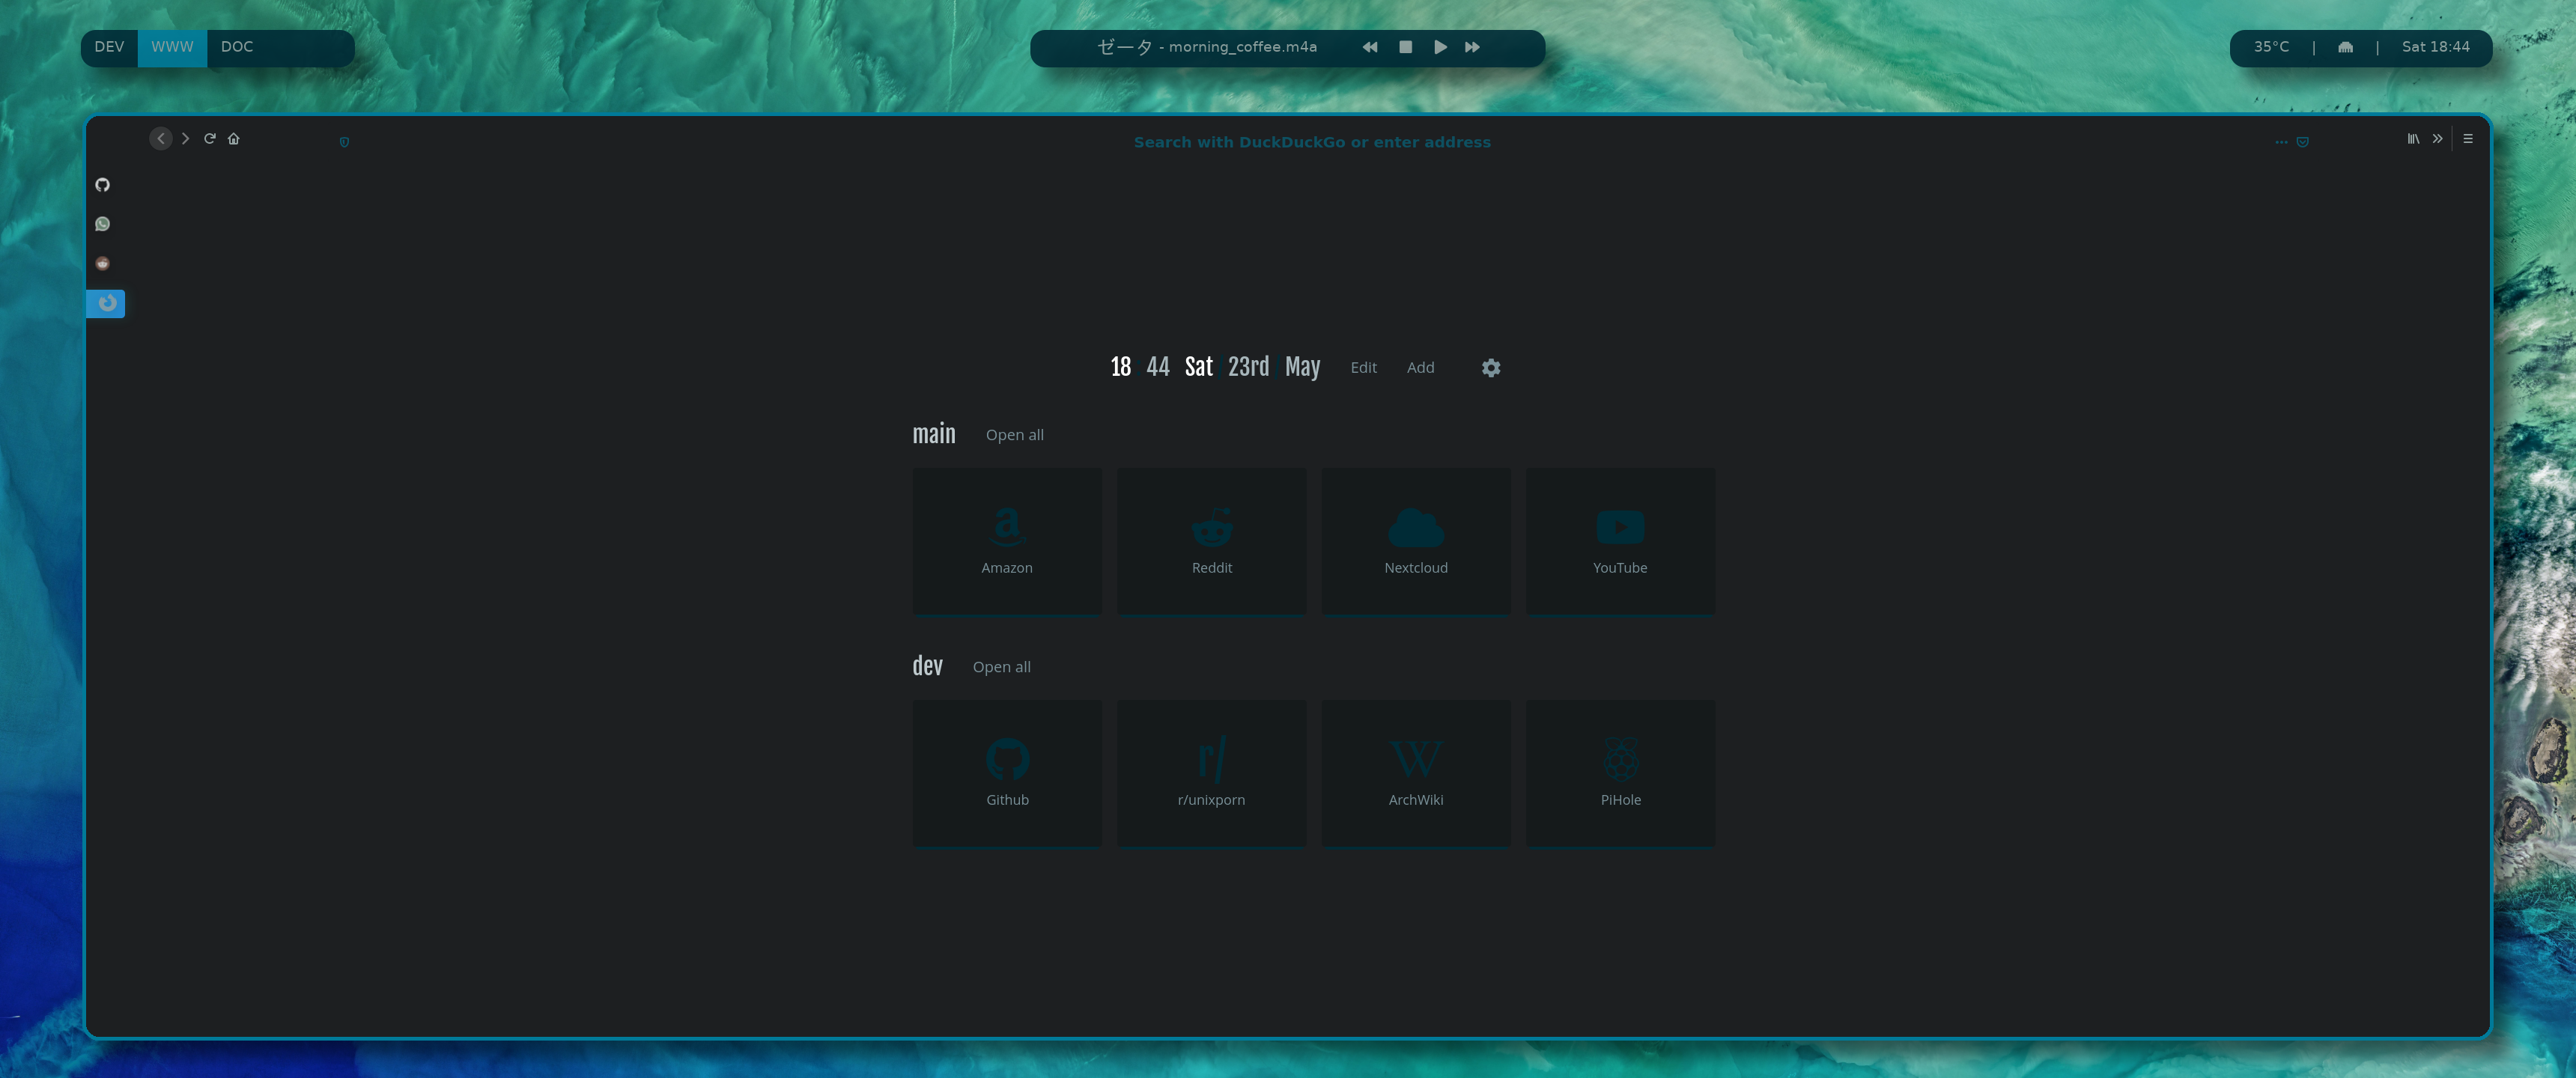 DEV WWW DOC
ゼータ - morning_coffee.m4a
35°C | | Sat 18:44
Search with DuckDuckGo or enter address
18 44 Sat 23rd May Edit Add
main Open all
Amazon Reddit Nextcloud YouTube
dev Open all
r/
W
Github r/unixporn ArchWiki PiHole